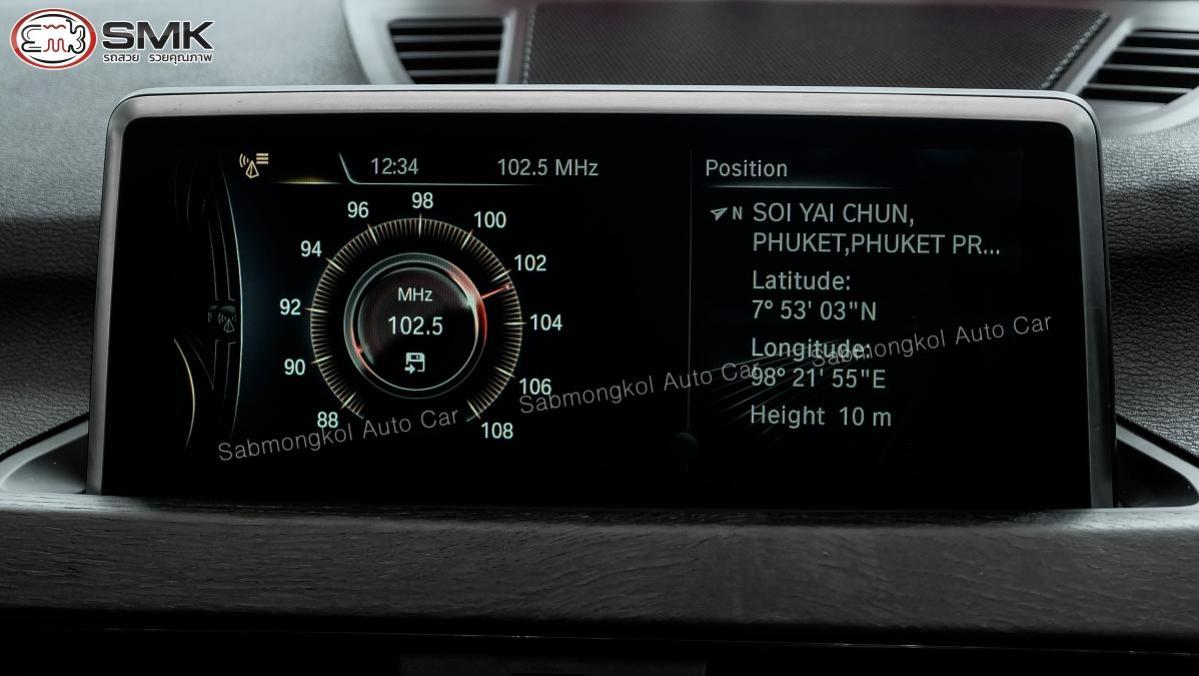 SMK
รถสวย รวยคุณภาพ
12:34
102.5 MHz
Position
N SOI YAI CHUN,
PHUKET,PHUKET PR...
Latitude:
7° 53' 03"N
Longitude:
98° 21' 55"E
Height 10 m
88
90
92
94
96
98
100
102
104
106
108
MHz
102.5
Sabmongkol Auto Car
Sabmongkol Auto Car
Sabmongkol Auto Car